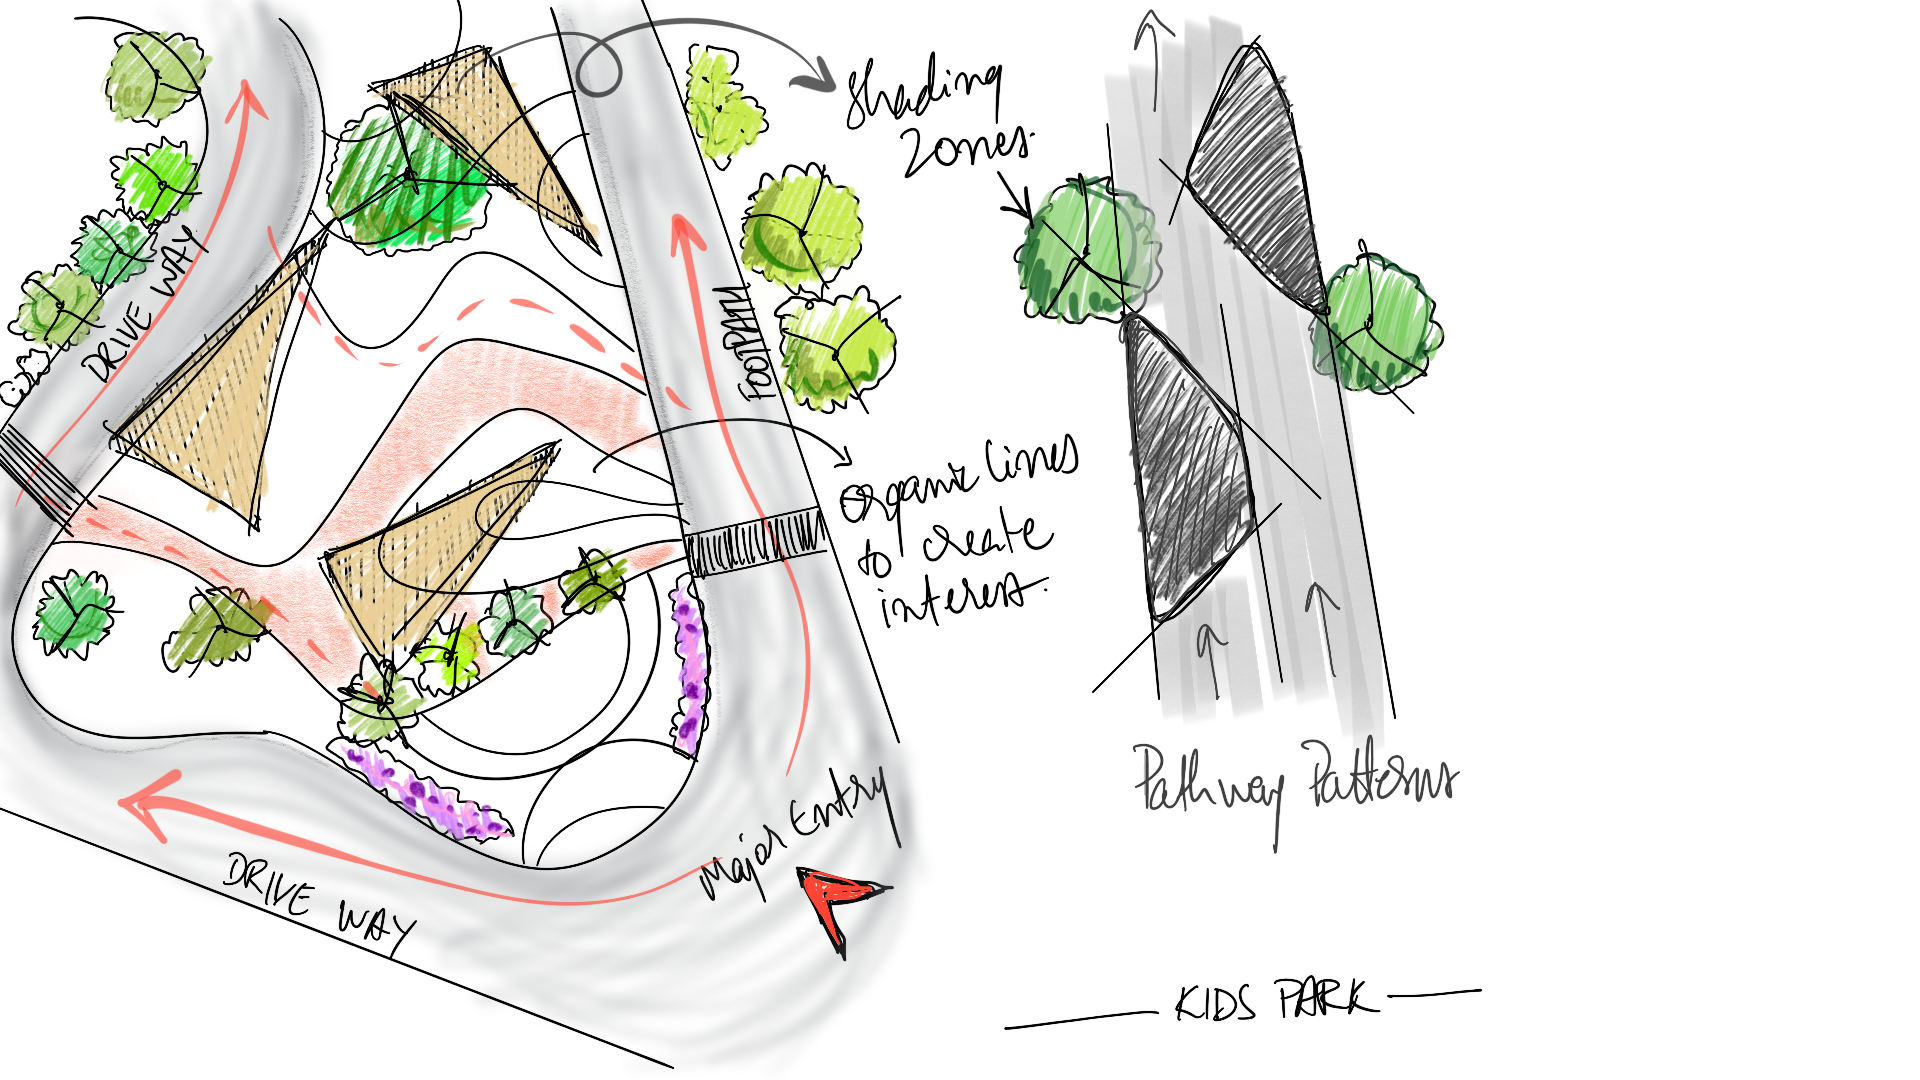 Shading
Zones.
DRIVE WAY
FOOTPATH
Organic lines
to create
interest.
Major Entry
DRIVE WAY
Pathway Patterns
KIDS PARK